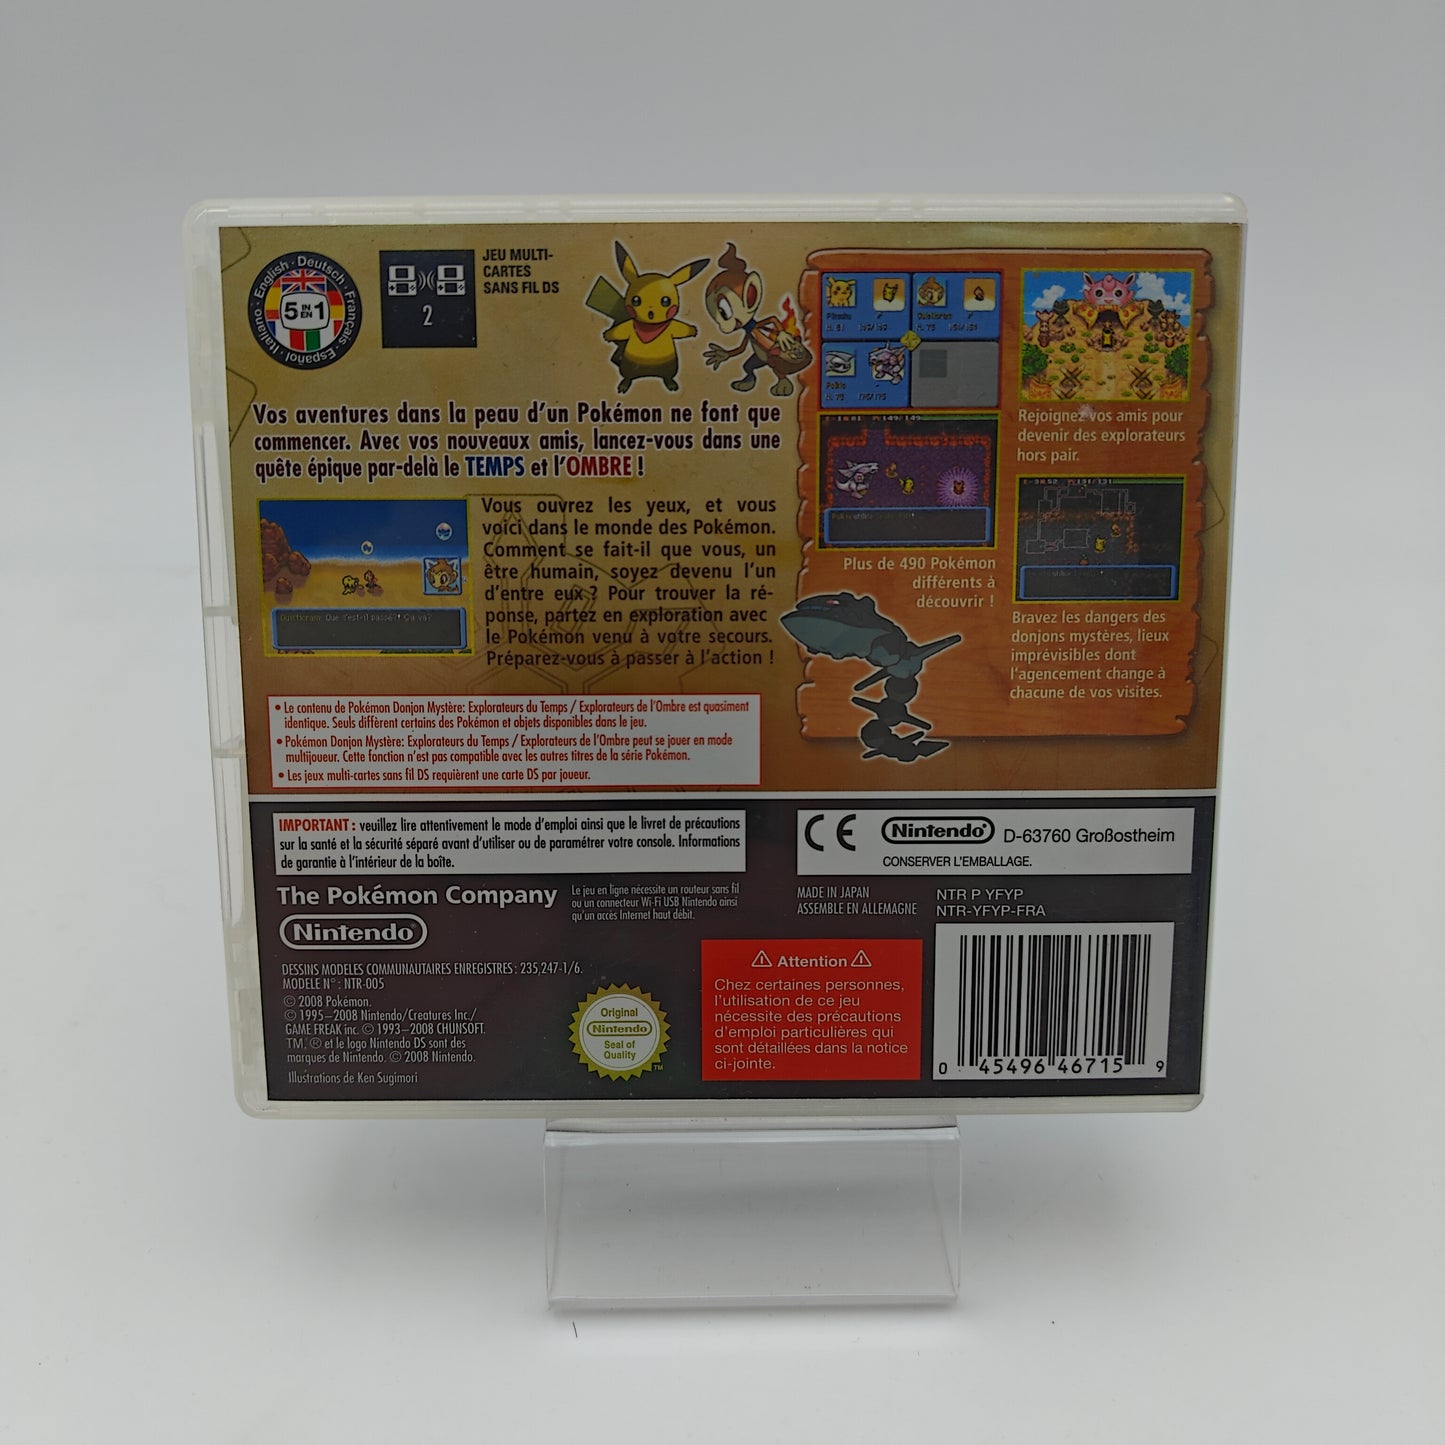 English · Deutsch · Français · Español · Italiano
5 IN EN 1
2
JEU MULTI-
CARTES
SANS FIL DS
Vos aventures dans la peau d'un Pokémon ne font que
commencer. Avec vos nouveaux amis, lancez-vous dans une
quête épique par-delà le TEMPS et l'OMBRE !
Vous ouvrez les yeux, et vous
voici dans le monde des Pokémon.
Comment se fait-il que vous, un
être humain, soyez devenu l'un
d'entre eux ? Pour trouver la ré-
ponse, partez en exploration avec
le Pokémon venu à votre secours.
Préparez-vous à passer à l'action !
Ouisticram: Que s'est-il passé?! Ça va?
Rejoignez vos amis pour
devenir des explorateurs
hors pair.
Plus de 490 Pokémon
différents à
découvrir !
Bravez les dangers des
donjons mystères, lieux
imprévisibles dont
l'agencement change à
chacune de vos visites.
• Le contenu de Pokémon Donjon Mystère: Explorateurs du Temps / Explorateurs de l'Ombre est quasiment
identique. Seuls diffèrent certains des Pokémon et objets disponibles dans le jeu.
• Pokémon Donjon Mystère: Explorateurs du Temps / Explorateurs de l'Ombre peut se jouer en mode
multijoueur. Cette fonction n'est pas compatible avec les autres titres de la série Pokémon.
• Les jeux multi-cartes sans fil DS requièrent une carte DS par joueur.
IMPORTANT : veuillez lire attentivement le mode d'emploi ainsi que le livret de précautions
sur la santé et la sécurité séparé avant d'utiliser ou de paramétrer votre console. Informations
de garantie à l'intérieur de la boîte.
CE Nintendo® D-63760 Großostheim
CONSERVER L'EMBALLAGE.
The Pokémon Company
Nintendo®
Le jeu en ligne nécessite un routeur sans fil
ou un connecteur Wi-Fi USB Nintendo ainsi
qu'un accès Internet haut débit.
MADE IN JAPAN
ASSEMBLE EN ALLEMAGNE
NTR P YFYP
NTR-YFYP-FRA
DESSINS MODELES COMMUNAUTAIRES ENREGISTRES : 235,247-1/6.
MODELE N° : NTR-005
© 2008 Pokémon.
© 1995–2008 Nintendo/Creatures Inc./
GAME FREAK inc. © 1993–2008 CHUNSOFT.
TM, ® et le logo Nintendo DS sont des
marques de Nintendo. © 2008 Nintendo.
Illustrations de Ken Sugimori
Original
Nintendo®
Seal of
Quality
TM
⚠ Attention ⚠
Chez certaines personnes,
l'utilisation de ce jeu
nécessite des précautions
d'emploi particulières qui
sont détaillées dans la notice
ci-jointe.
0 45496 46715 9